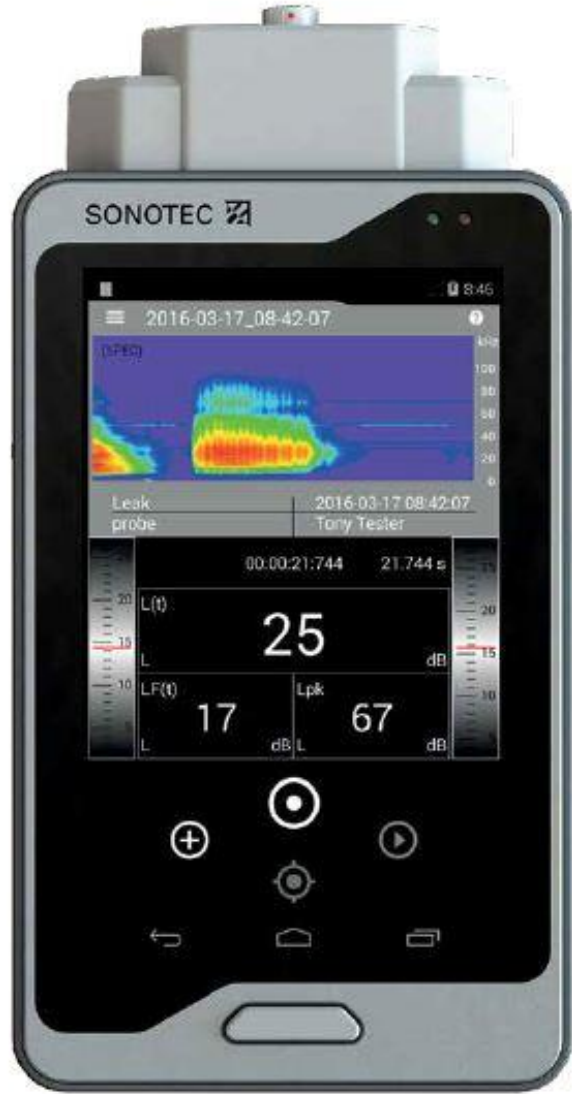 SONOTEC
8:46
2016-03-17_08-42-07
?
(SPEC)
kHz
100
80
60
40
20
0
Leak
2016-03-17 08:42:07
probe
Tony Tester
00:00:21:744 21.744 s
20
15
10
L(t)
25
L dB
LF(t)
17
L dB
Lpk
67
L dB
25
20
15
10